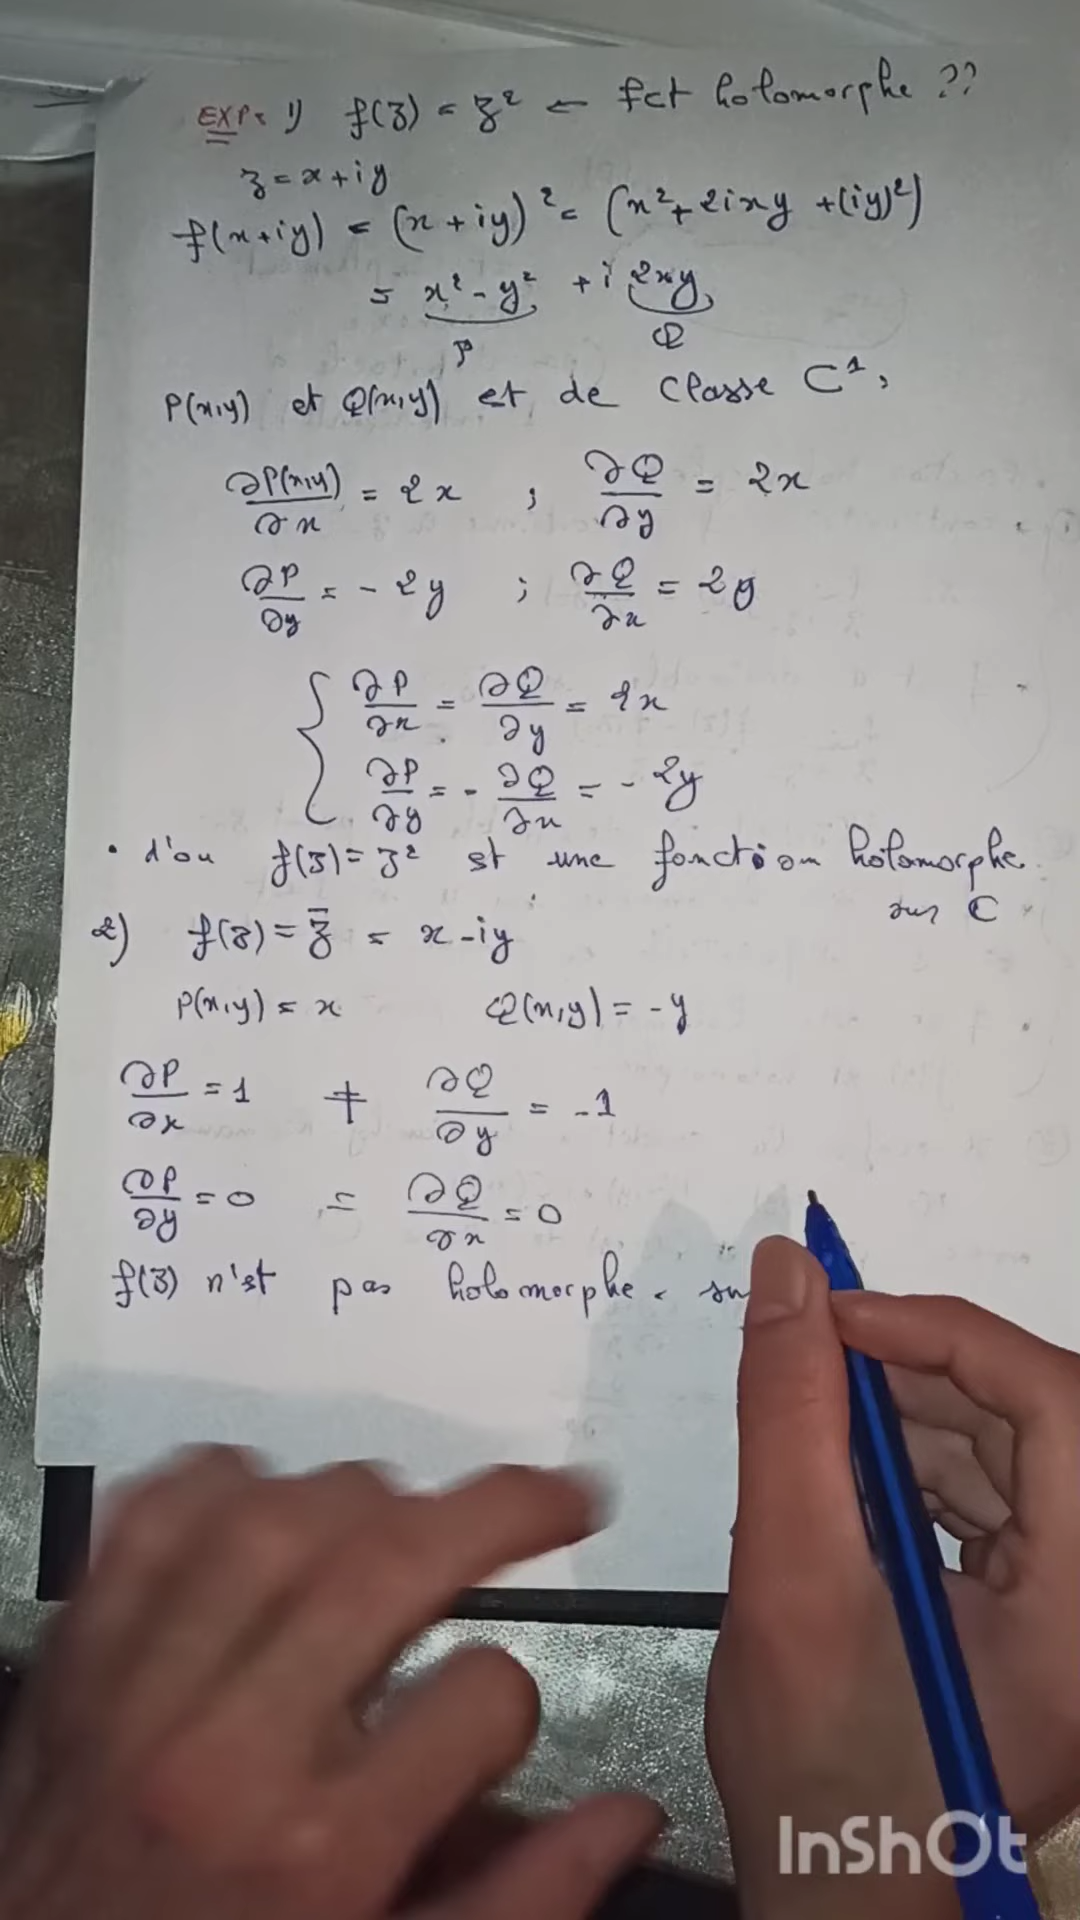 EXP: 1) f(z) = z² ← fct holomorphe ??
z = x + iy
f(x+iy) = (x + iy)² = (x² + 2ixy + (iy)²)
= x² - y² + i 2xy
P Q
P(x,y) et Q(x,y) et de classe C¹,
∂P(x,y)/∂x = 2x ; ∂Q/∂y = 2x
∂P/∂y = - 2y ; ∂Q/∂x = 2y
{ ∂P/∂x = ∂Q/∂y = 2x
∂P/∂y = - ∂Q/∂x = - 2y
• d'ou f(z) = z² st une fonction holomorphe
sur C
2) f(z) = z̄ = x - iy
P(x,y) = x Q(x,y) = -y
∂P/∂x = 1 ≠ ∂Q/∂y = -1
∂P/∂y = 0 = ∂Q/∂x = 0
f(z) n'st pas holomorphe.
InShOt